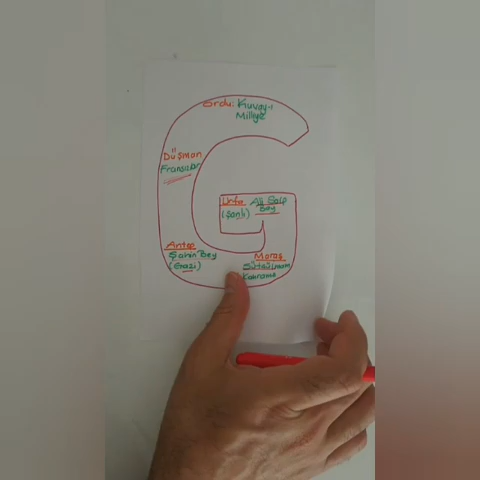 Ordu: Kuvay-ı
Milliye
Düşman
Fransızlar
Urfa Ali Saip
(Şanlı) Bey
Antep
Şahin Bey
(Gazi)
Maraş
Sütçü İmam
Kahraman